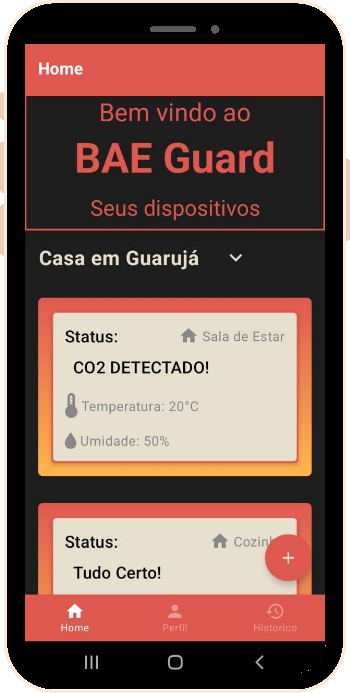 Home
Bem vindo ao
BAE Guard
Seus dispositivos
Casa em Guarujá
Status:
Sala de Estar
CO2 DETECTADO!
Temperatura: 20°C
Umidade: 50%
Status:
Tudo Certo!
Home
Perfil
Historico